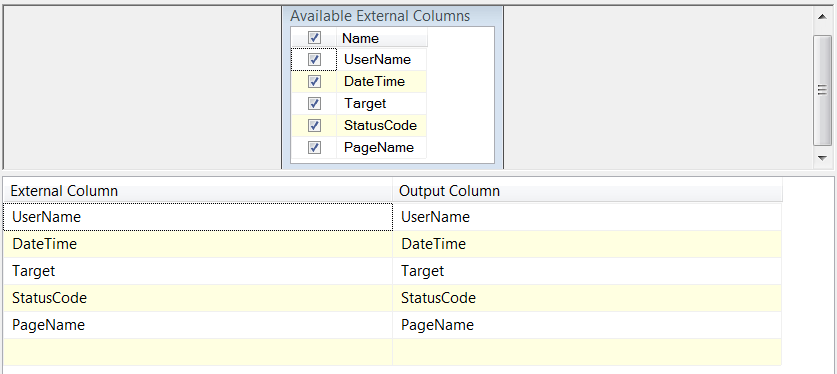 Available External Columns
Name
UserName
DateTime
Target
StatusCode
PageName
External Column Output Column
UserName UserName
DateTime DateTime
Target Target
StatusCode StatusCode
PageName PageName